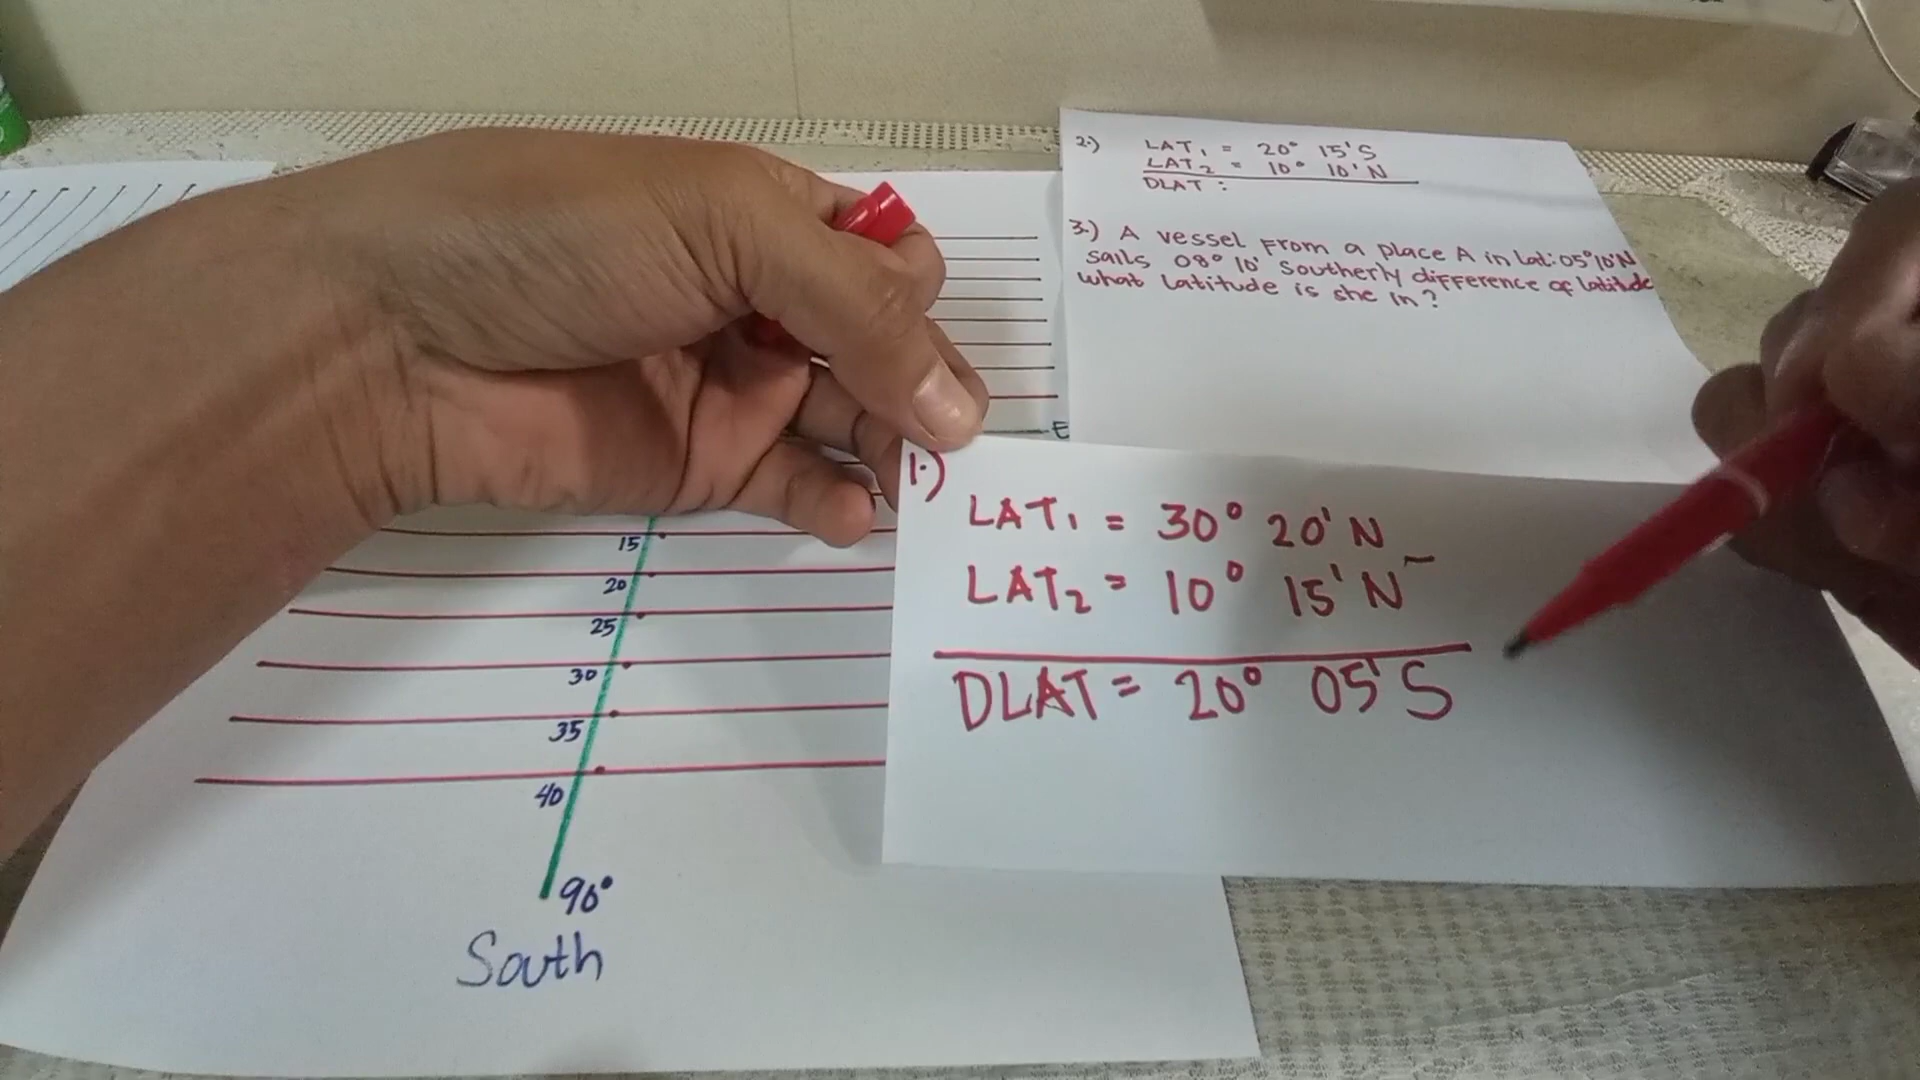 2.) LAT₁ = 20° 15' S
LAT₂ = 10° 10' N
DLAT :
3.) A vessel from a place A in lat: 05°10'N
sails 08° 10' Southerly difference of latitude
what latitude is she in?
E
1.)
LAT₁ = 30° 20' N
LAT₂ = 10° 15' N -
DLAT = 20° 05' S
15
20
25
30
35
40
90°
South